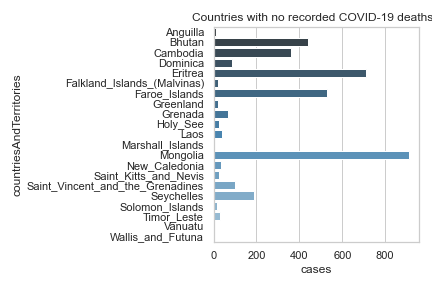 Countries with no recorded COVID-19 deaths
countriesAndTerritories
Anguilla
Bhutan
Cambodia
Dominica
Eritrea
Falkland_Islands_(Malvinas)
Faroe_Islands
Greenland
Grenada
Holy_See
Laos
Marshall_Islands
Mongolia
New_Caledonia
Saint_Kitts_and_Nevis
Saint_Vincent_and_the_Grenadines
Seychelles
Solomon_Islands
Timor_Leste
Vanuatu
Wallis_and_Futuna
0 200 400 600 800
cases